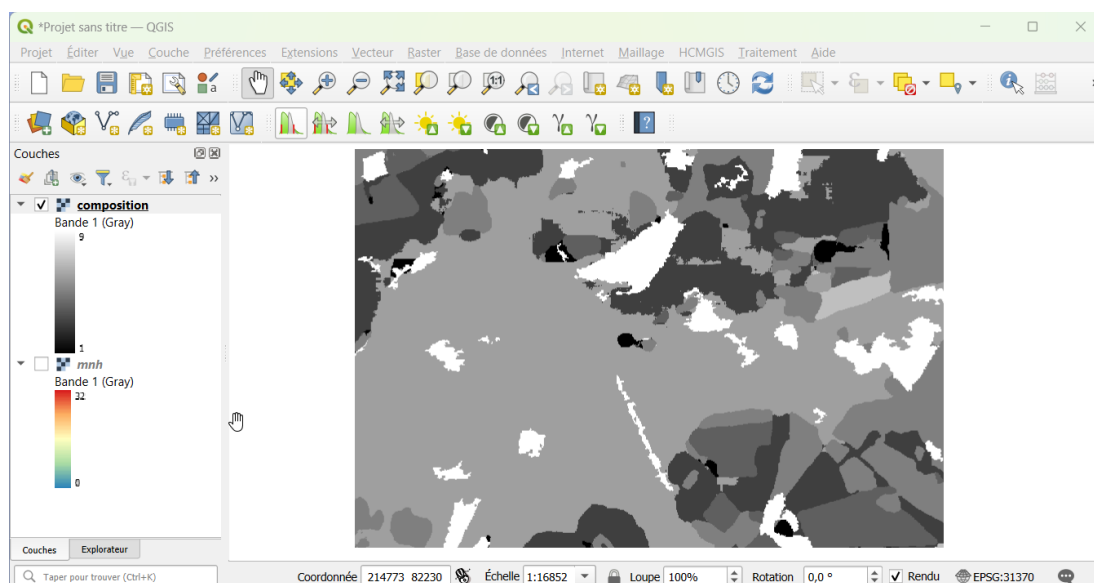 *Projet sans titre — QGIS
Projet Éditer Vue Couche Préférences Extensions Vecteur Raster Base de données Internet Maillage HCMGIS Traitement Aide
1:1
a
?
»
Couches
»
composition
Bande 1 (Gray)
9
1
mnh
Bande 1 (Gray)
32
0
Couches Explorateur
Taper pour trouver (Ctrl+K) Coordonnée 214773 82230 Échelle 1:16852 Loupe 100% Rotation 0,0 ° Rendu EPSG:31370